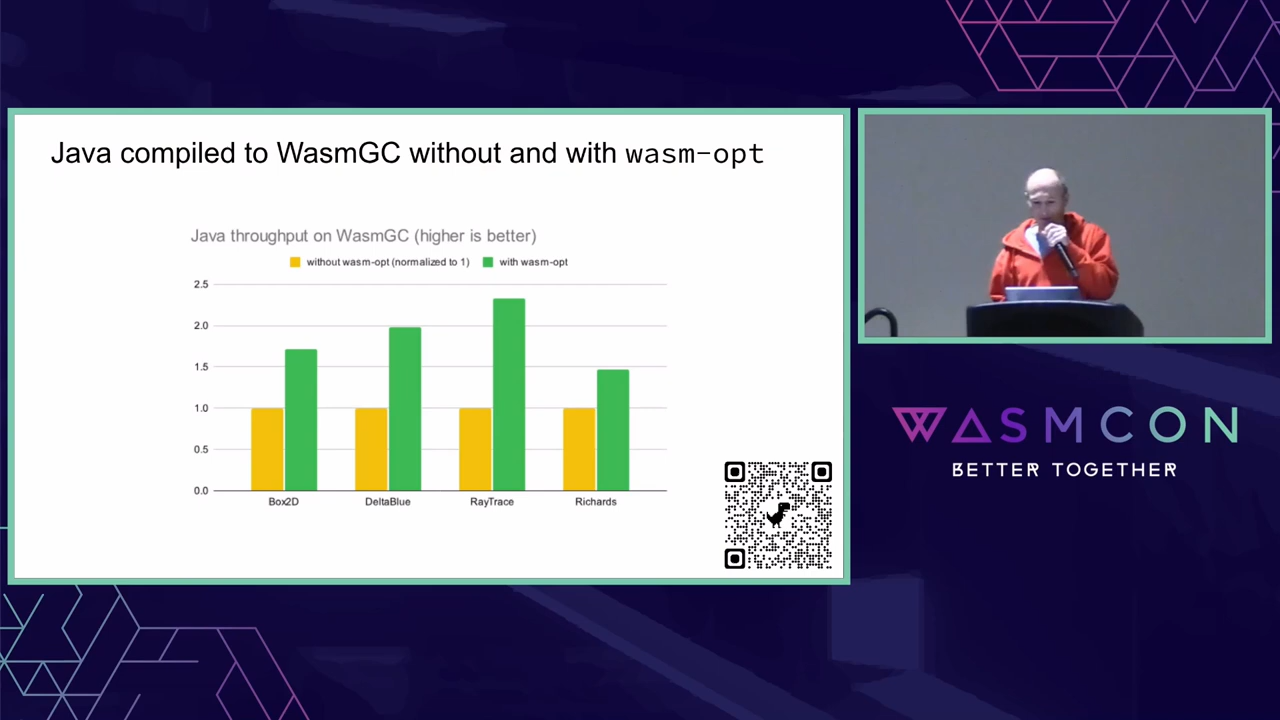 Java compiled to WasmGC without and with wasm-opt
Java throughput on WasmGC (higher is better)
without wasm-opt (normalized to 1) with wasm-opt
2.5
2.0
1.5
1.0
0.5
0.0
Box2D DeltaBlue RayTrace Richards
WASMCON
BETTER TOGETHER